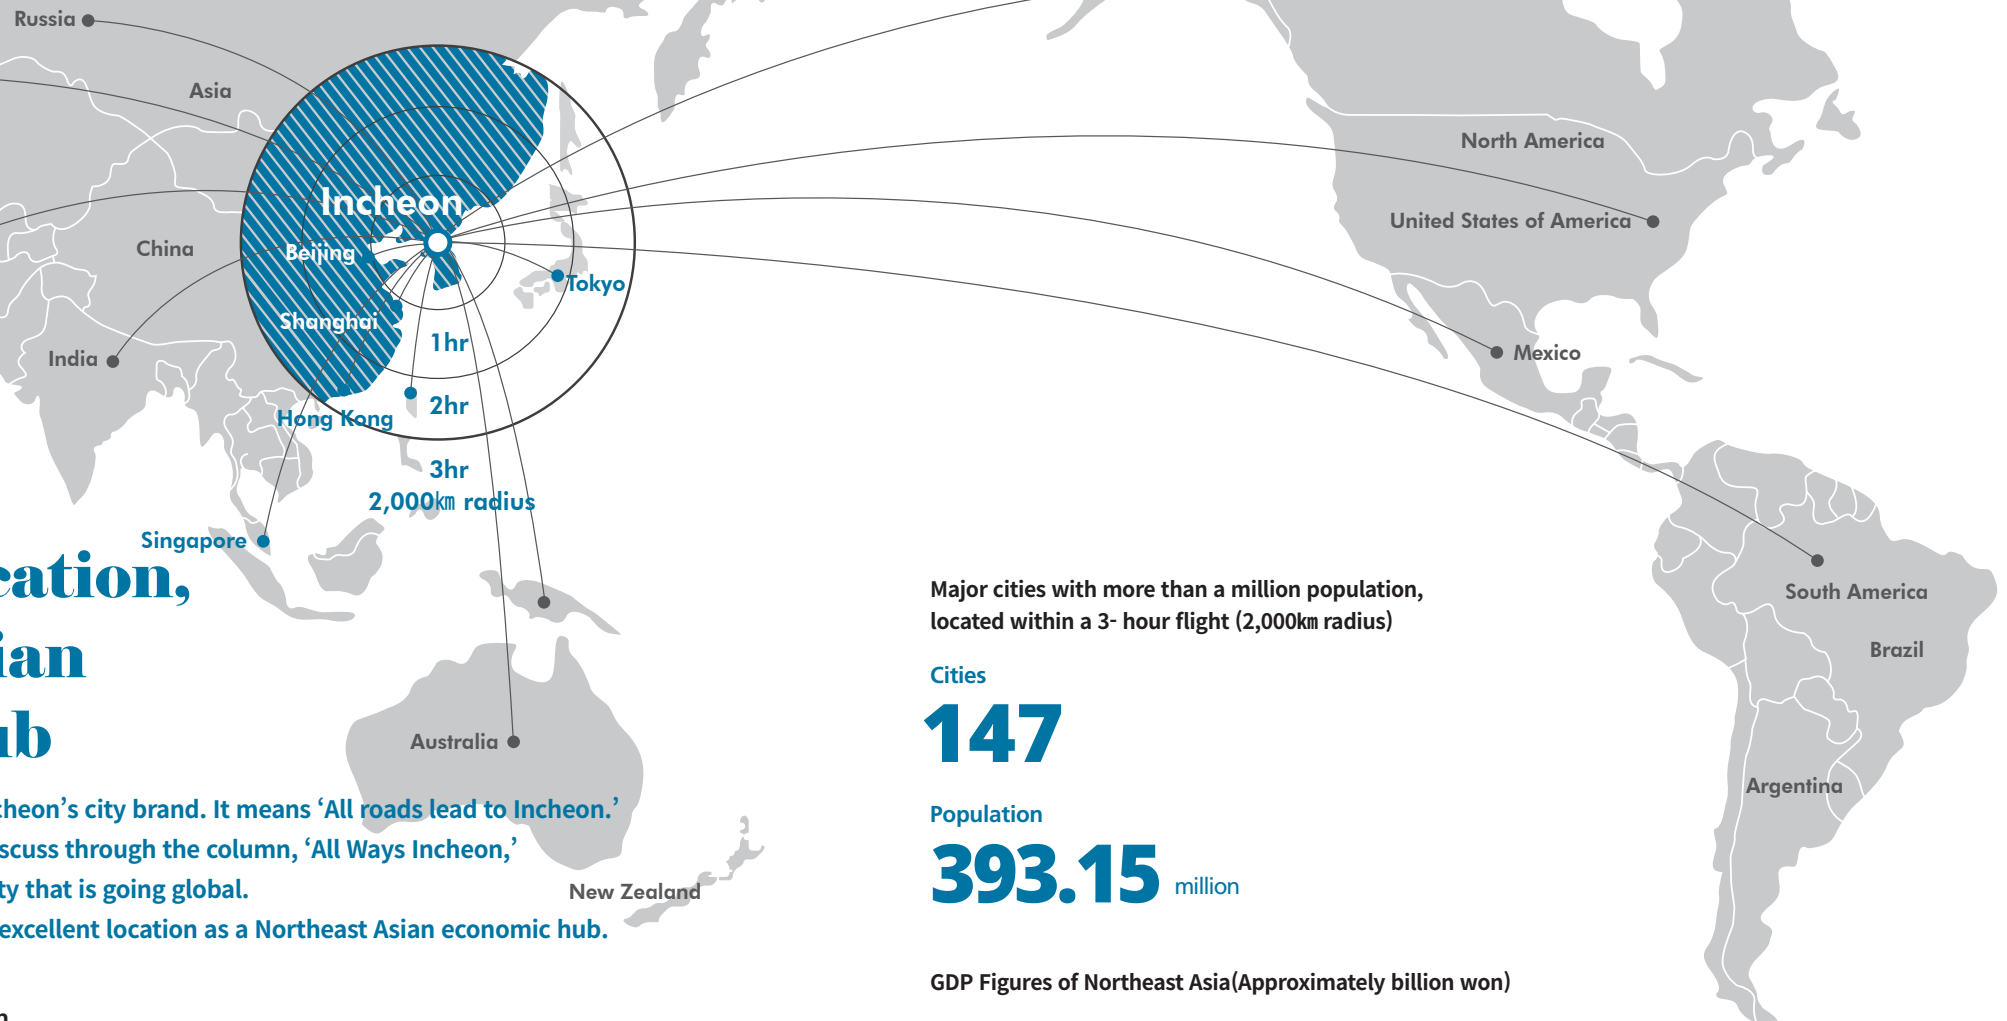 Russia
Asia
North America
Incheon
United States of America
China
Beijing
Tokyo
Shanghai
1hr
India
Mexico
2hr
Hong Kong
3hr
2,000㎞ radius
Singapore
South America
Brazil
Australia
Argentina
New Zealand
cation,
ian
ub
cheon’s city brand. It means ‘All roads lead to Incheon.’
scuss through the column, ‘All Ways Incheon,’
ty that is going global.
excellent location as a Northeast Asian economic hub.
Major cities with more than a million population,
located within a 3- hour flight (2,000㎞ radius)
Cities
147
Population
393.15 million
GDP Figures of Northeast Asia(Approximately billion won)